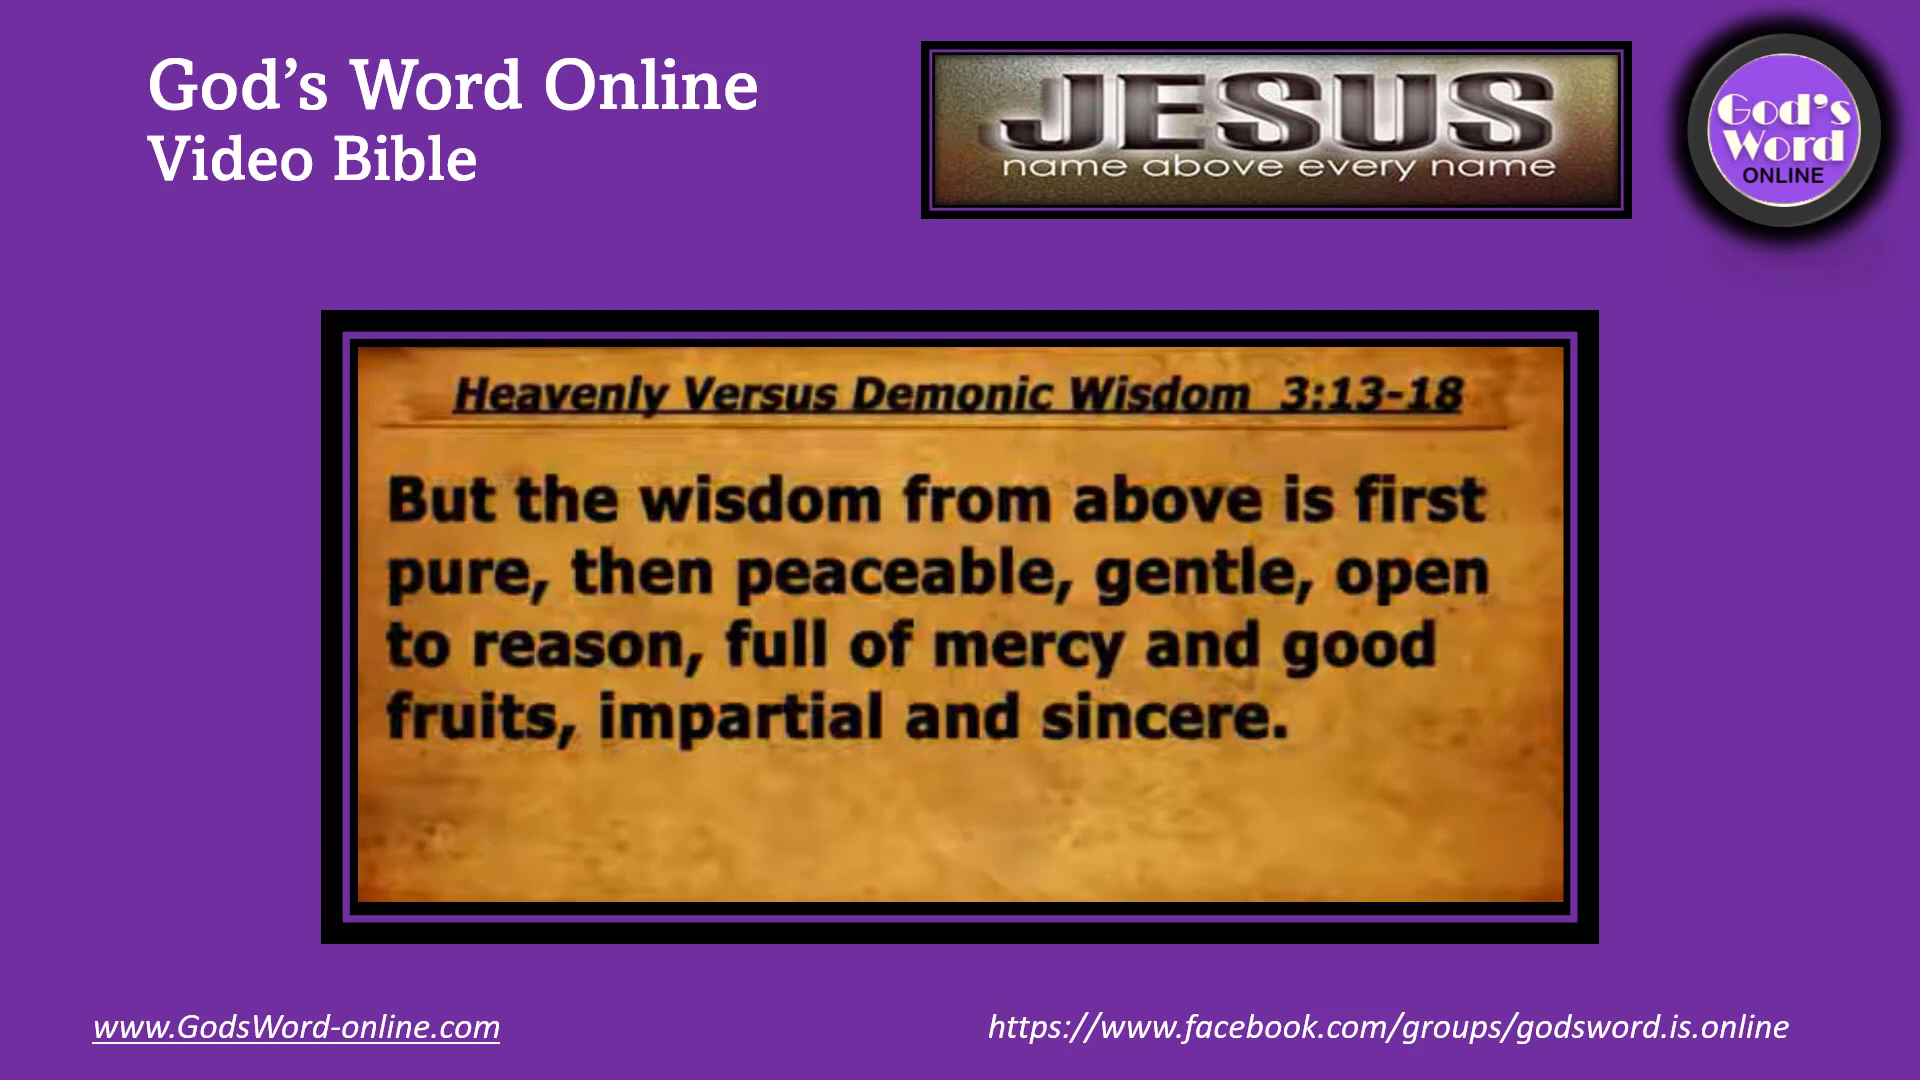 God’s Word Online
Video Bible
JESUS
name above every name
God's
Word
ONLINE
Heavenly Versus Demonic Wisdom 3:13-18
But the wisdom from above is first
pure, then peaceable, gentle, open
to reason, full of mercy and good
fruits, impartial and sincere.
www.GodsWord-online.com
https://www.facebook.com/groups/godsword.is.online